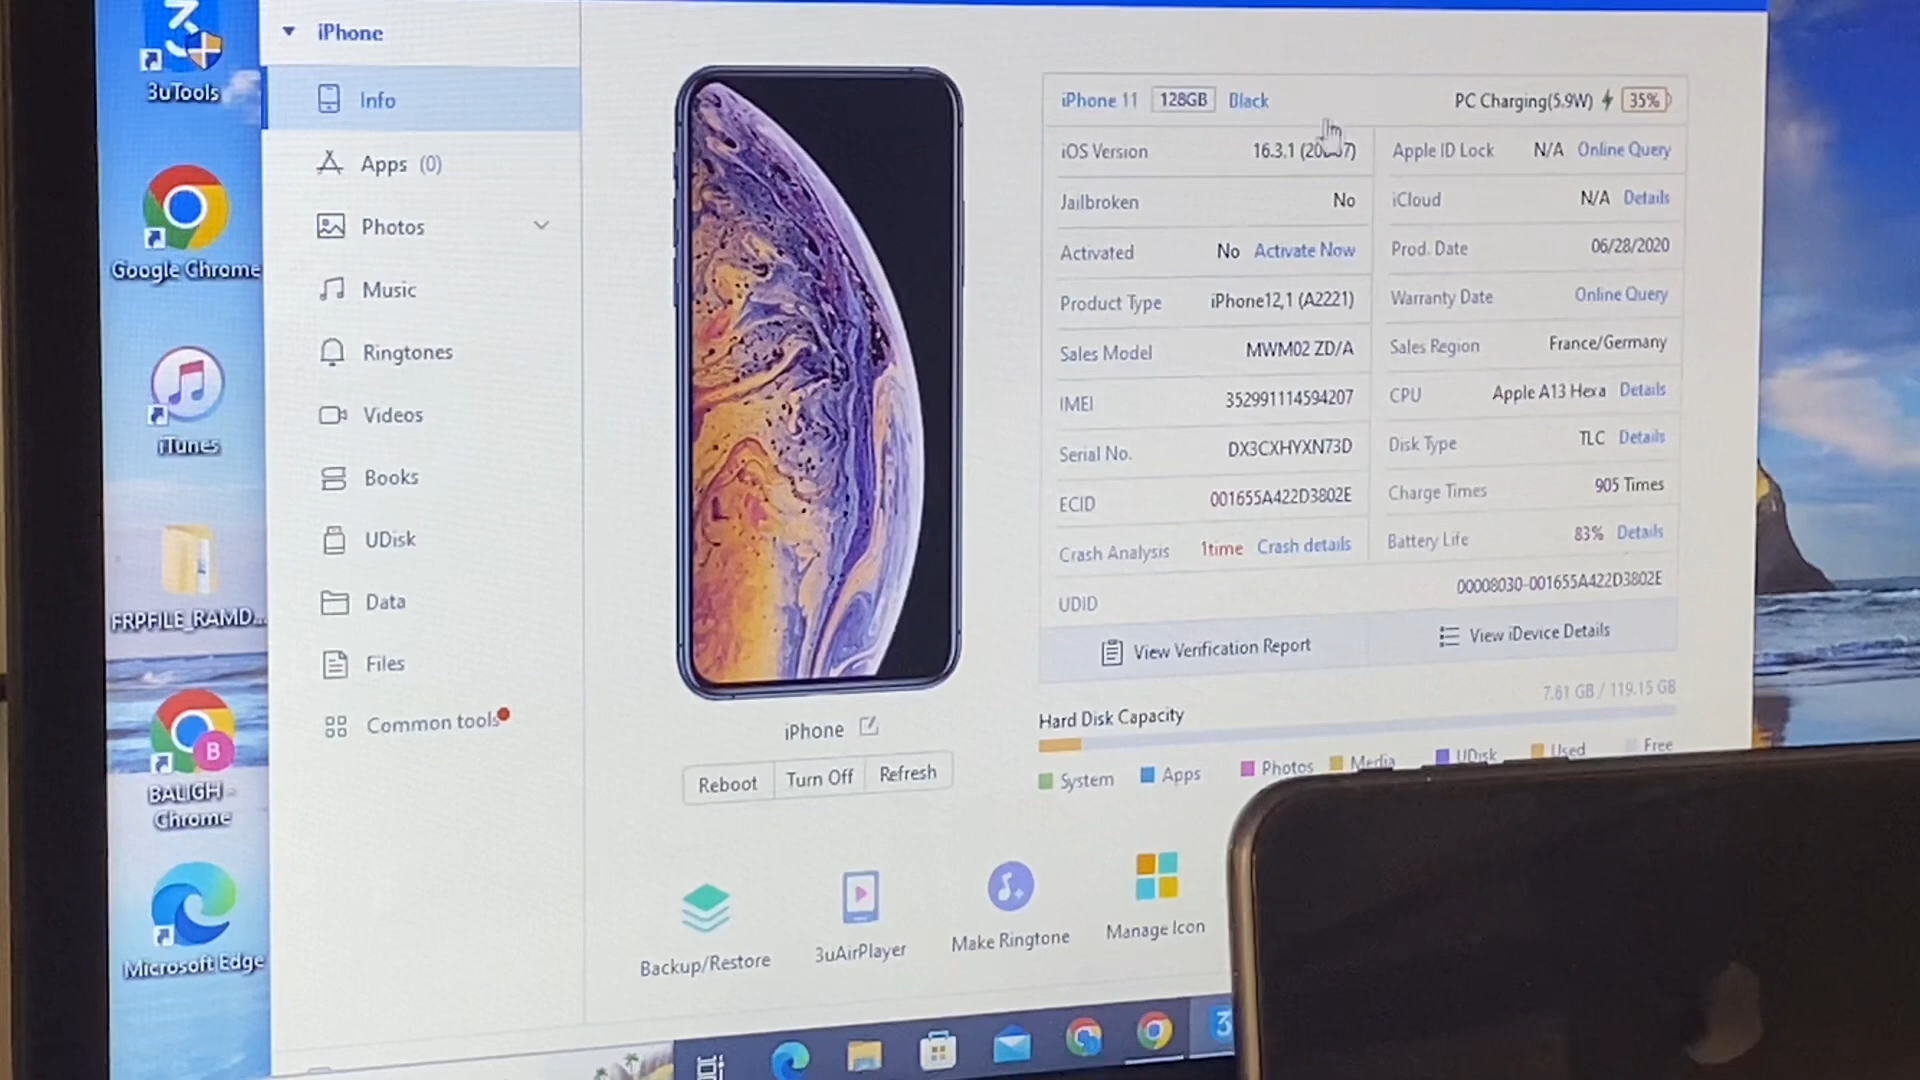 3uTools
Google Chrome
iTunes
FRPFILE_RAMD...
B
BALIGH -
Chrome
Microsoft Edge
iPhone
Info
Apps (0)
Photos
Music
Ringtones
Videos
Books
UDisk
Data
Files
Common tools
iPhone
Reboot Turn Off Refresh
iPhone 11 128GB Black PC Charging(5.9W) 35%
iOS Version 16.3.1 Apple ID Lock N/A Online Query
Jailbroken No iCloud N/A Details
Activated No Activate Now Prod. Date 06/28/2020
Product Type iPhone12,1 (A2221) Warranty Date Online Query
Sales Model MWM02 ZD/A Sales Region France/Germany
IMEI 352991114594207 CPU Apple A13 Hexa Details
Serial No. DX3CXHYXN73D Disk Type TLC Details
ECID 001655A422D3802E Charge Times 905 Times
Crash Analysis 1time Crash details Battery Life 83% Details
UDID 00008030-001655A422D3802E
View Verification Report View iDevice Details
Hard Disk Capacity 7.61 GB / 119.15 GB
System Apps Photos Media UDisk Used Free
Backup/Restore 3uAirPlayer Make Ringtone Manage Icon
3